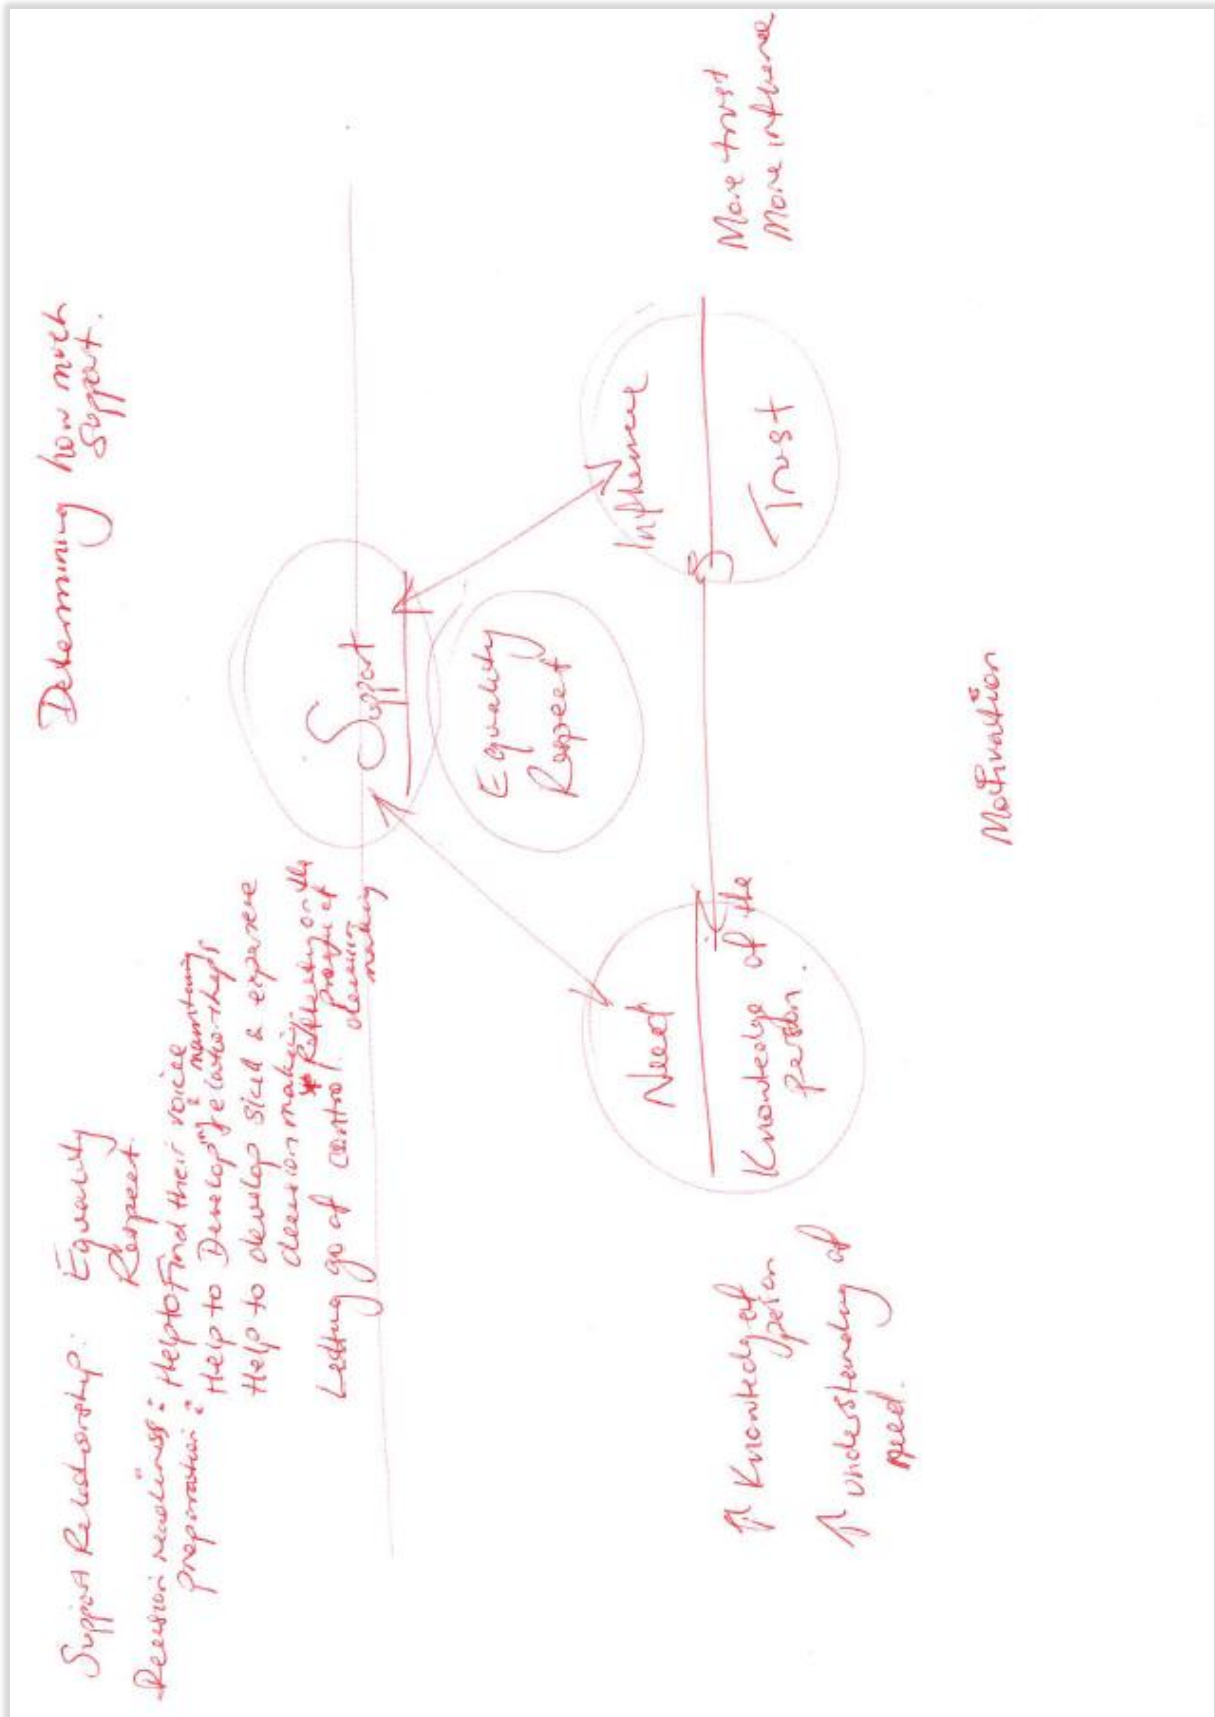 Support Relationship: Equality
Respect.
Decision readiness: Help to Find their voice
preparation: Help to Developing & maintaing relationships
Help to develop skill & experience
decision making
* Reflecting on the
process of
decision
making
Letting go of control.
Determining how much
Support.
Support
Equality
Respect
Need
Knowledge of the
person.
Influence
Trust
↑ Knowledge of
person
↑ understanding of
need.
More trust
More influence
Motivation